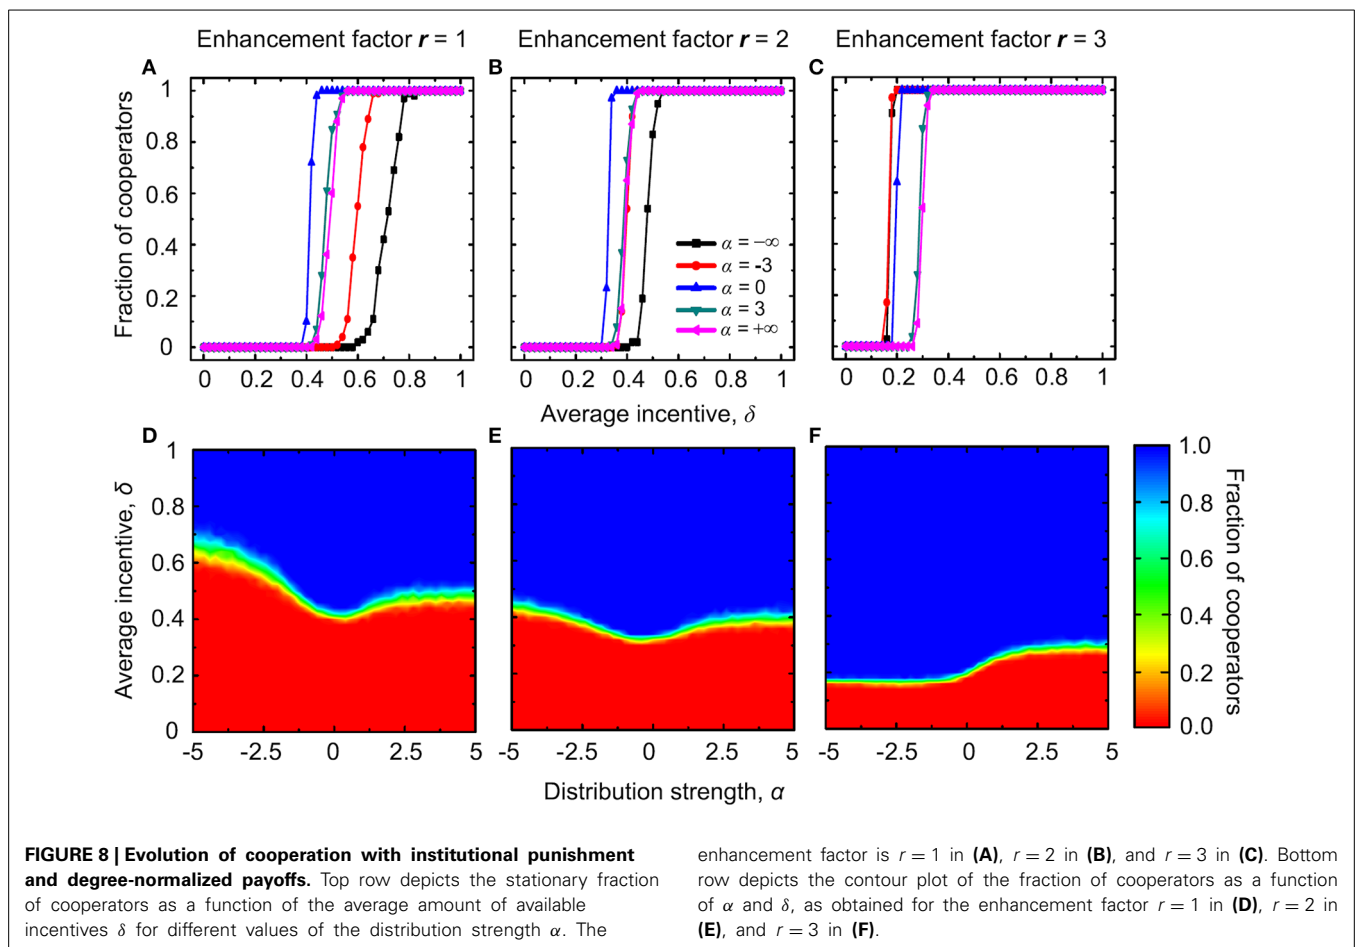 Enhancement factor r = 1
Enhancement factor r = 2
Enhancement factor r = 3
A
B
C
Fraction of cooperators
1
0.8
0.6
0.4
0.2
0
0 0.2 0.4 0.6 0.8 1
0 0.2 0.4 0.6 0.8 1
0 0.2 0.4 0.6 0.8 1
α = −∞
α = -3
α = 0
α = 3
α = +∞
Average incentive, δ
D
E
F
Average incentive, δ
1
0.8
0.6
0.4
0.2
0
-5 -2.5 0 2.5 5
-5 -2.5 0 2.5 5
-5 -2.5 0 2.5 5
Distribution strength, α
1.0
0.8
0.6
0.4
0.2
0.0
Fraction of cooperators
FIGURE 8 | Evolution of cooperation with institutional punishment
and degree-normalized payoffs. Top row depicts the stationary fraction
of cooperators as a function of the average amount of available
incentives δ for different values of the distribution strength α. The
enhancement factor is r = 1 in (A), r = 2 in (B), and r = 3 in (C). Bottom
row depicts the contour plot of the fraction of cooperators as a function
of α and δ, as obtained for the enhancement factor r = 1 in (D), r = 2 in
(E), and r = 3 in (F).